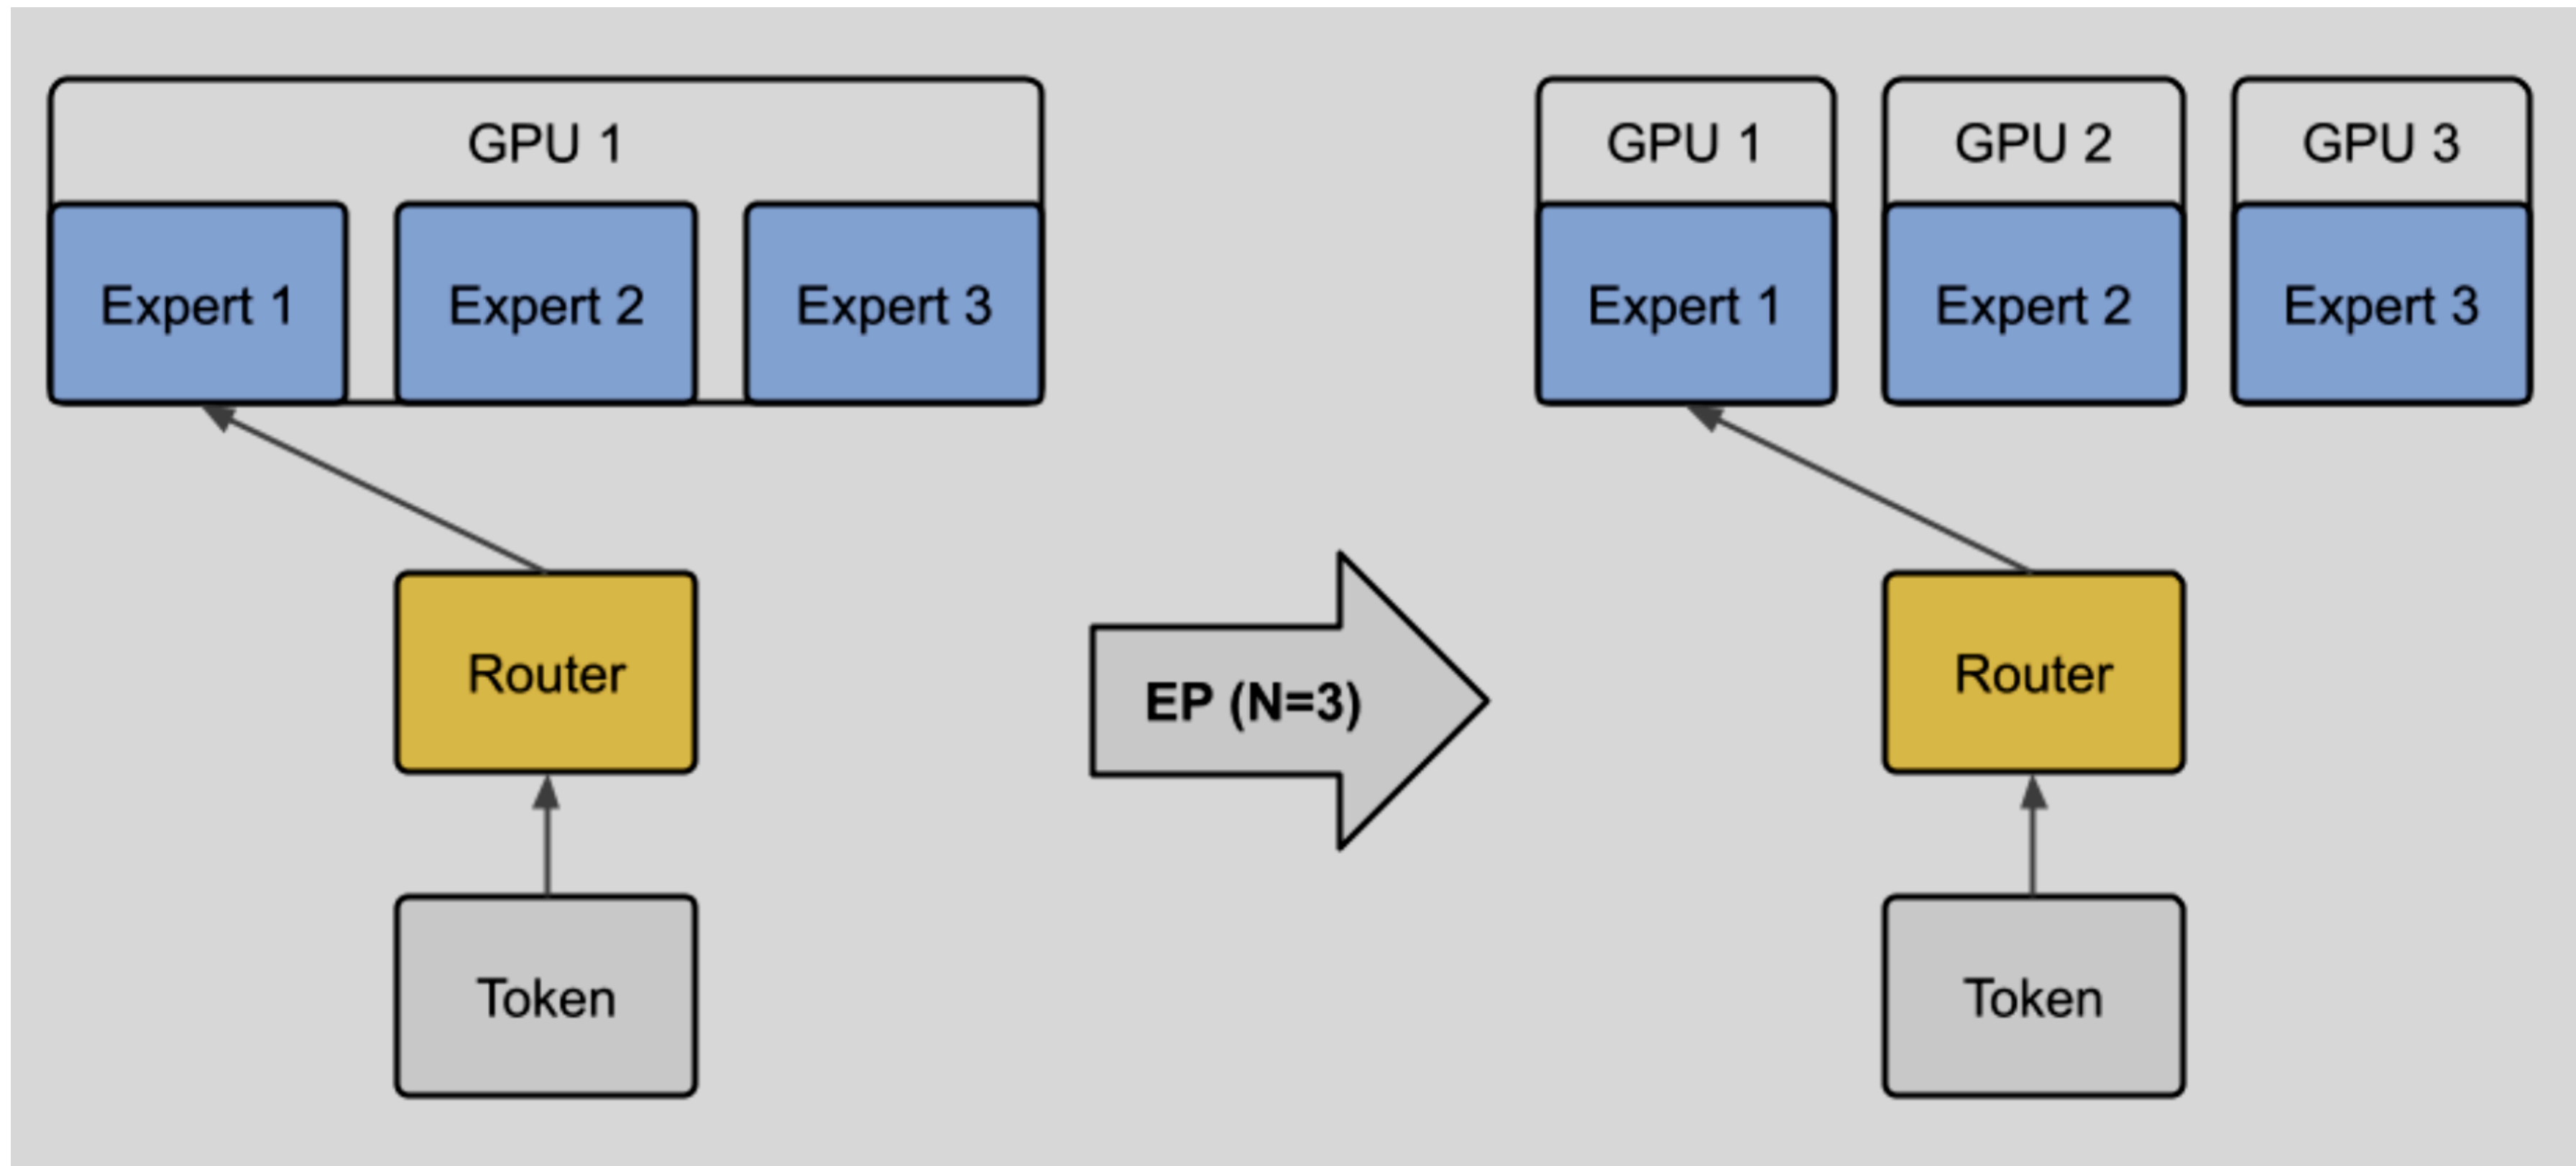 GPU 1
Expert 1
Expert 2
Expert 3
Router
Token
EP (N=3)
GPU 1
GPU 2
GPU 3
Expert 1
Expert 2
Expert 3
Router
Token